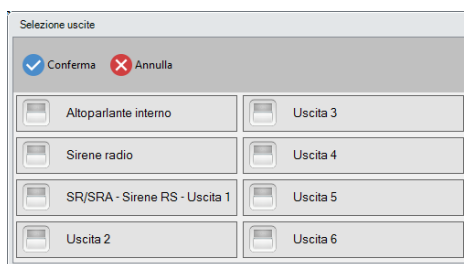 Selezione uscite
Conferma Annulla
Altoparlante interno
Uscita 3
Sirene radio
Uscita 4
SR/SRA - Sirene RS - Uscita 1
Uscita 5
Uscita 2
Uscita 6